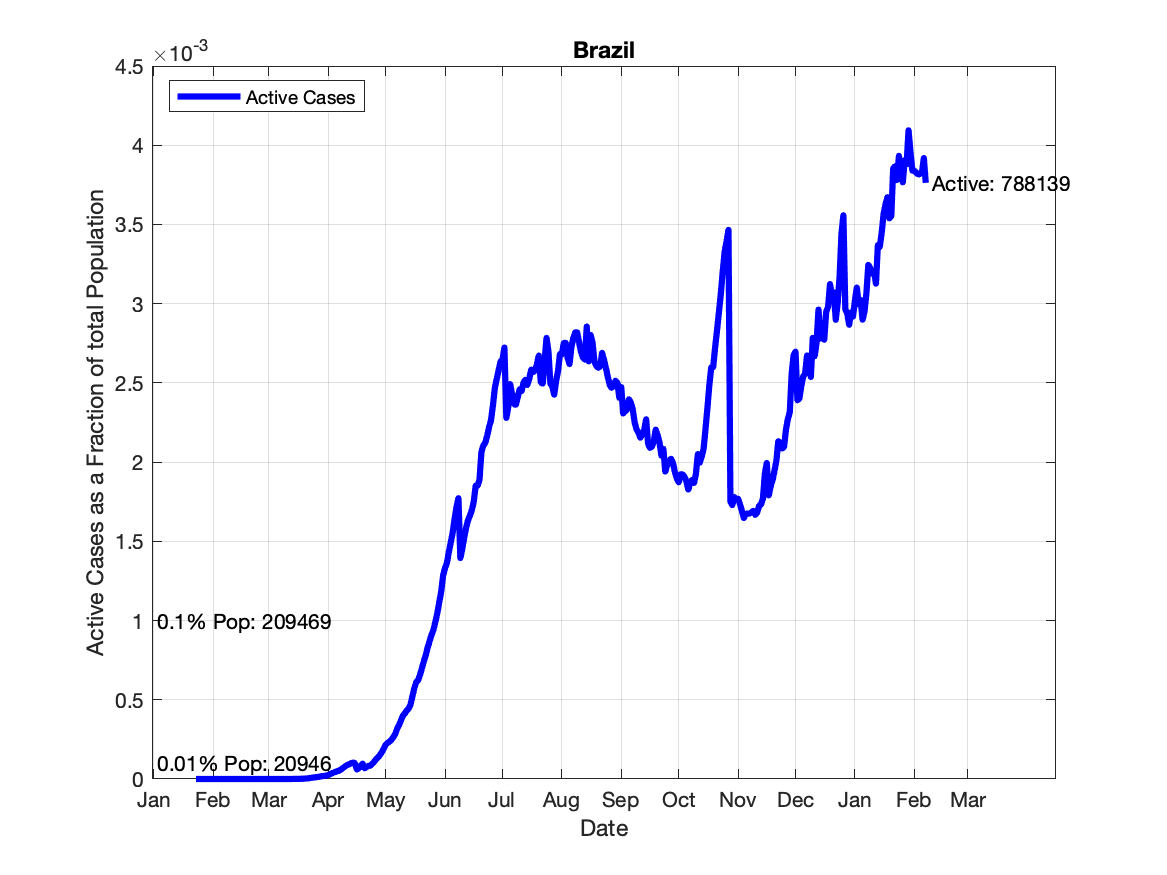 Brazil
×10-3
Active Cases
4.5
4
3.5
3
2.5
2
1.5
1
0.5
0
Active Cases as a Fraction of total Population
Active: 788139
0.1% Pop: 209469
0.01% Pop: 20946
Jan Feb Mar Apr May Jun Jul Aug Sep Oct Nov Dec Jan Feb Mar
Date